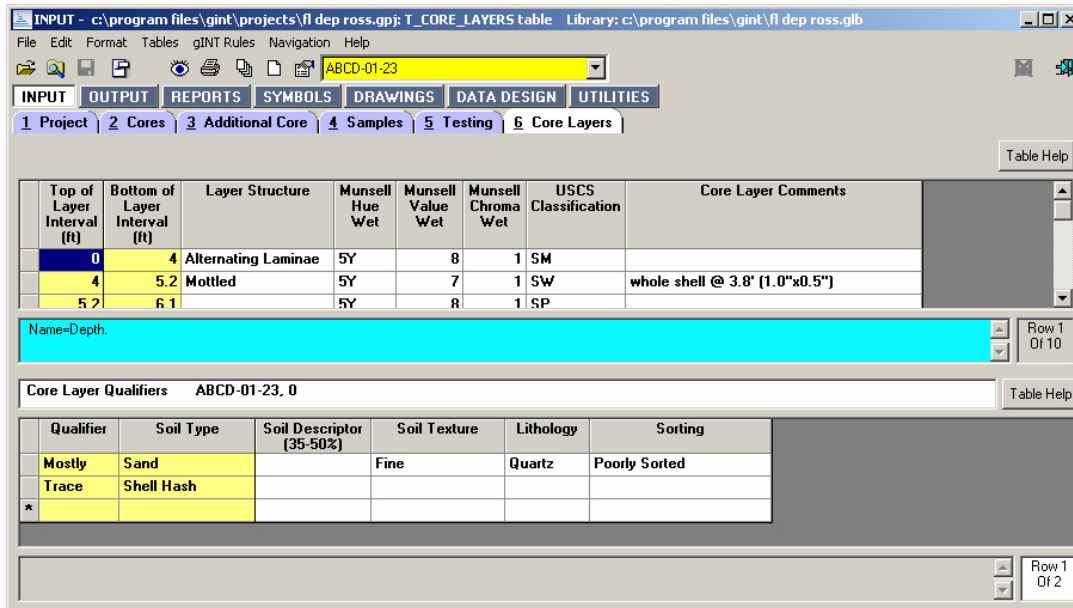 INPUT - c:\program files\gint\projects\fl dep ross.gpj: T_CORE_LAYERS table Library: c:\program files\gint\fl dep ross.glb
File Edit Format Tables gINT Rules Navigation Help
ABCD-01-23
INPUT OUTPUT REPORTS SYMBOLS DRAWINGS DATA DESIGN UTILITIES
1 Project 2 Cores 3 Additional Core 4 Samples 5 Testing 6 Core Layers
Table Help
Top of Layer Interval (ft) Bottom of Layer Interval (ft) Layer Structure Munsell Hue Wet Munsell Value Wet Munsell Chroma Wet USCS Classification Core Layer Comments
0 4 Alternating Laminae 5Y 8 1 SM
4 5.2 Mottled 5Y 7 1 SW whole shell @ 3.8' (1.0"x0.5")
5.2 6.1 5Y 8 1 SP
Name=Depth.
Row 1 Of 10
Core Layer Qualifiers ABCD-01-23, 0
Table Help
Qualifier Soil Type Soil Descriptor (35-50%) Soil Texture Lithology Sorting
Mostly Sand Fine Quartz Poorly Sorted
Trace Shell Hash
*
Row 1 Of 2